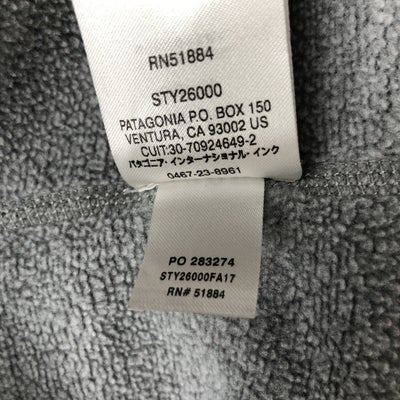 RN51884
STY26000
PATAGONIA P.O. BOX 150
VENTURA, CA 93002 US
CUIT:30-70924649-2
パタゴニア・インターナショナル・インク
0467-23-8961
PO 283274
STY26000FA17
RN# 51884